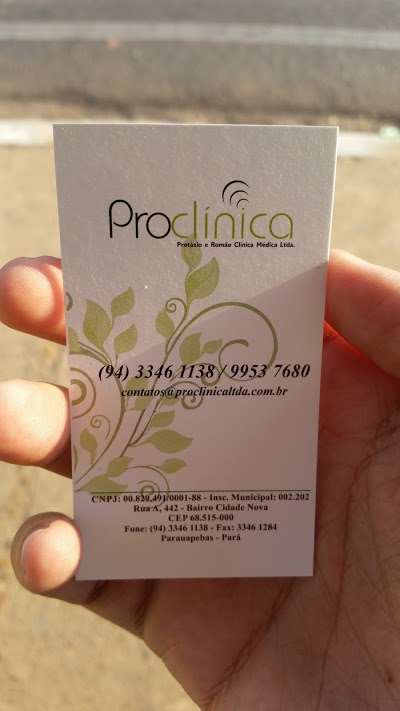 Proclínica
Protázio e Romão Clínica Médica Ltda.
(94) 3346 1138 / 9953 7680
contatos@proclinicaltda.com.br
CNPJ: 00.829.491/0001-88 - Insc. Municipal: 002.202
Rua A, 442 - Bairro Cidade Nova
CEP 68.515-000
Fone: (94) 3346 1138 - Fax: 3346 1284
Parauapebas - Pará